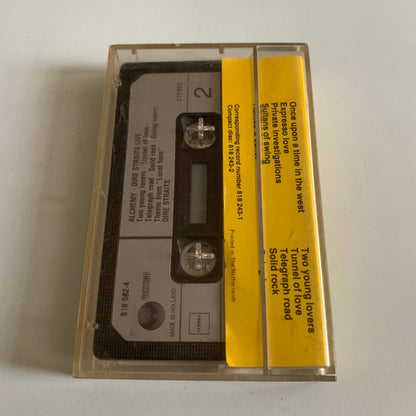 ALCHEMY - DIRE STRAITS LIVE
Two young lovers - Tunnel of love -
Telegraph road - Solid rock - Going home:
Theme from "Local hero"
DIRE STRAITS
STEREO
2
818 582-4
MADE IN HOLLAND
Once upon a time in the west
Expresso love
Private investigations
Sultans of swing
Two young lovers
Tunnel of love
Telegraph road
Solid rock
Corresponding record number 818 243-1
Compact disc: 818 243-2
Printed in The Netherlands